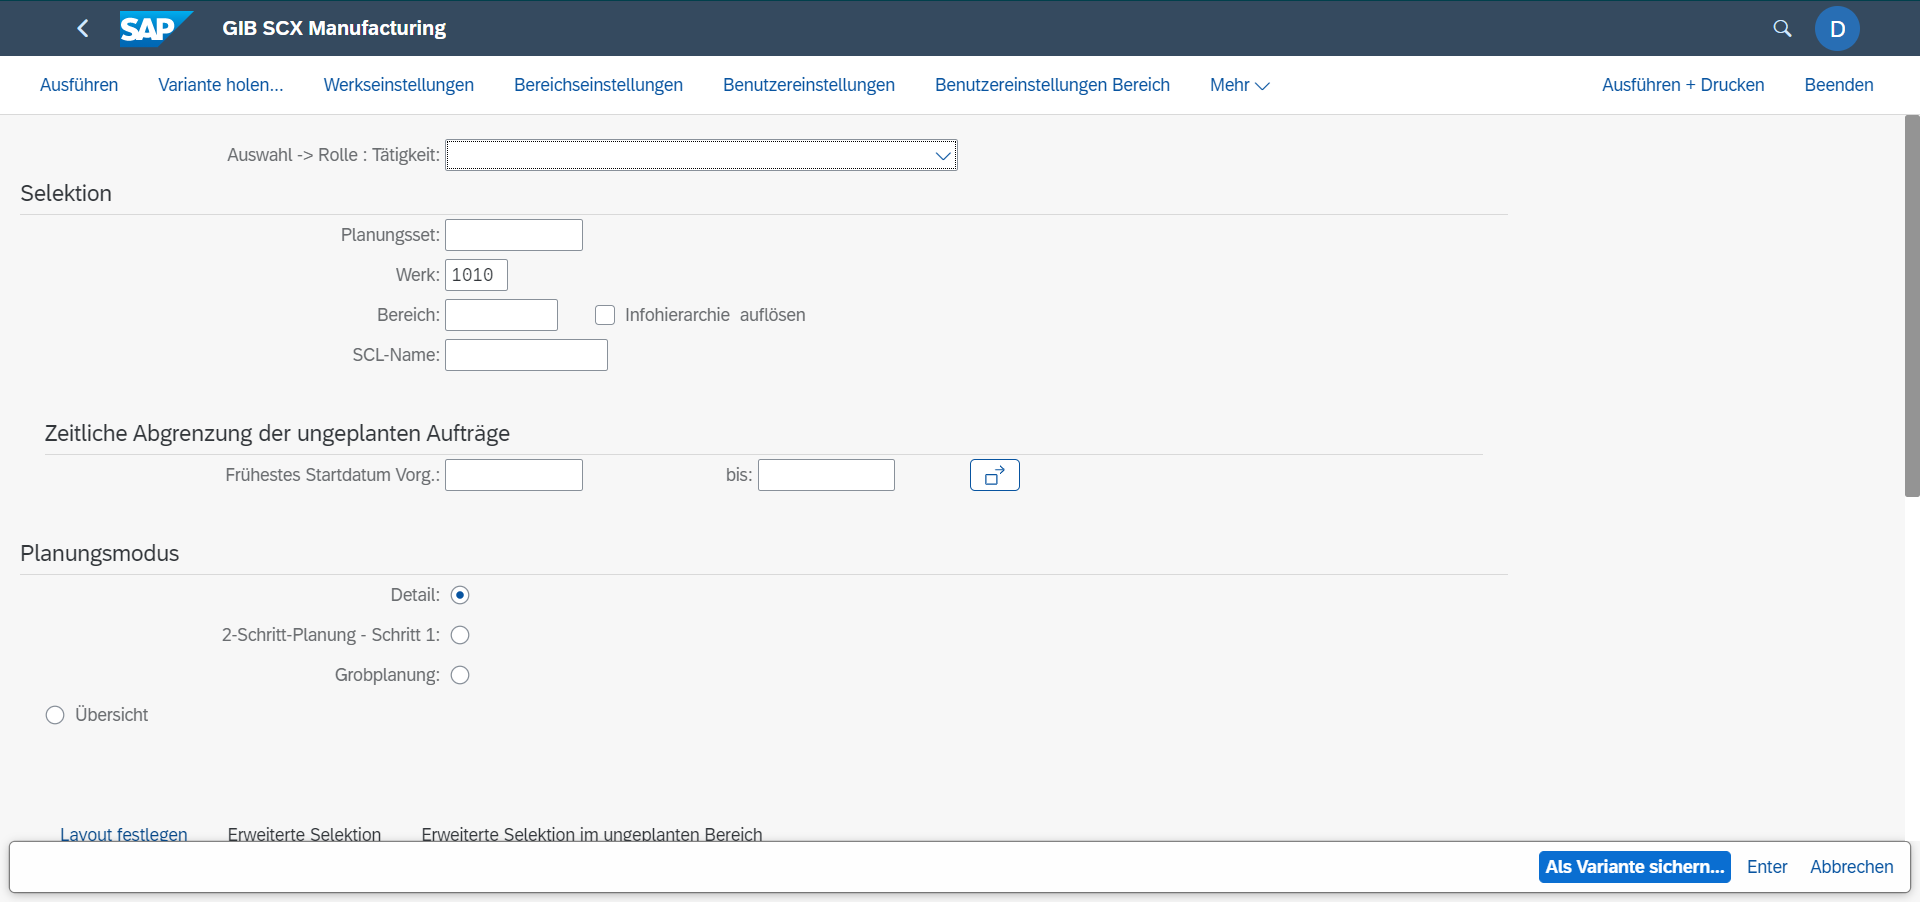 SAP GIB SCX Manufacturing D
Ausführen Variante holen... Werkseinstellungen Bereichseinstellungen Benutzereinstellungen Benutzereinstellungen Bereich Mehr Ausführen + Drucken Beenden
Auswahl -> Rolle : Tätigkeit:
Selektion
Planungsset:
Werk: 1010
Bereich: Infohierarchie auflösen
SCL-Name:
Zeitliche Abgrenzung der ungeplanten Aufträge
Frühestes Startdatum Vorg.: bis:
Planungsmodus
Detail:
2-Schritt-Planung - Schritt 1:
Grobplanung:
Übersicht
Layout festlegen Erweiterte Selektion Erweiterte Selektion im ungeplanten Bereich
Als Variante sichern... Enter Abbrechen